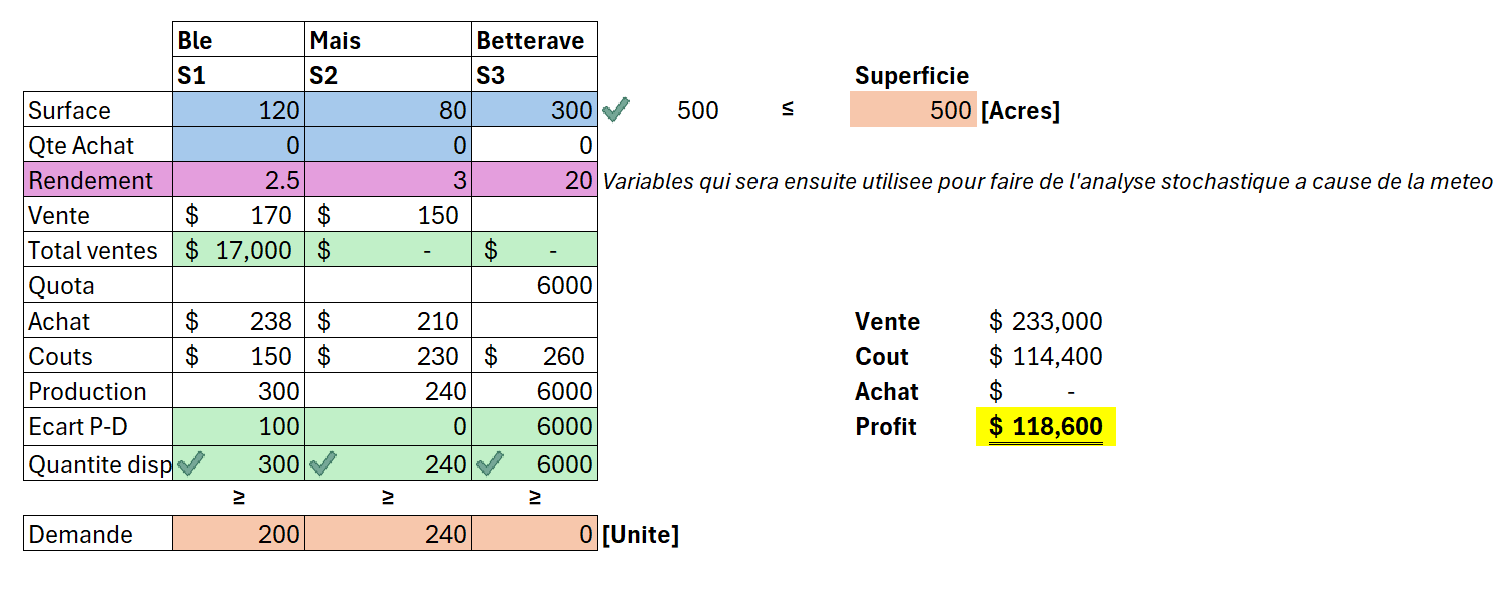 Ble Mais Betterave
S1 S2 S3 Superficie
Surface 120 80 300 500 ≤ 500 [Acres]
Qte Achat 0 0 0
Rendement 2.5 3 20 Variables qui sera ensuite utilisee pour faire de l'analyse stochastique a cause de la meteo
Vente $ 170 $ 150
Total ventes $ 17,000 $ - $ -
Quota 6000
Achat $ 238 $ 210 Vente $ 233,000
Couts $ 150 $ 230 $ 260 Cout $ 114,400
Production 300 240 6000 Achat $ -
Ecart P-D 100 0 6000 Profit $ 118,600
Quantite disp 300 240 6000
≥ ≥ ≥
Demande 200 240 0 [Unite]